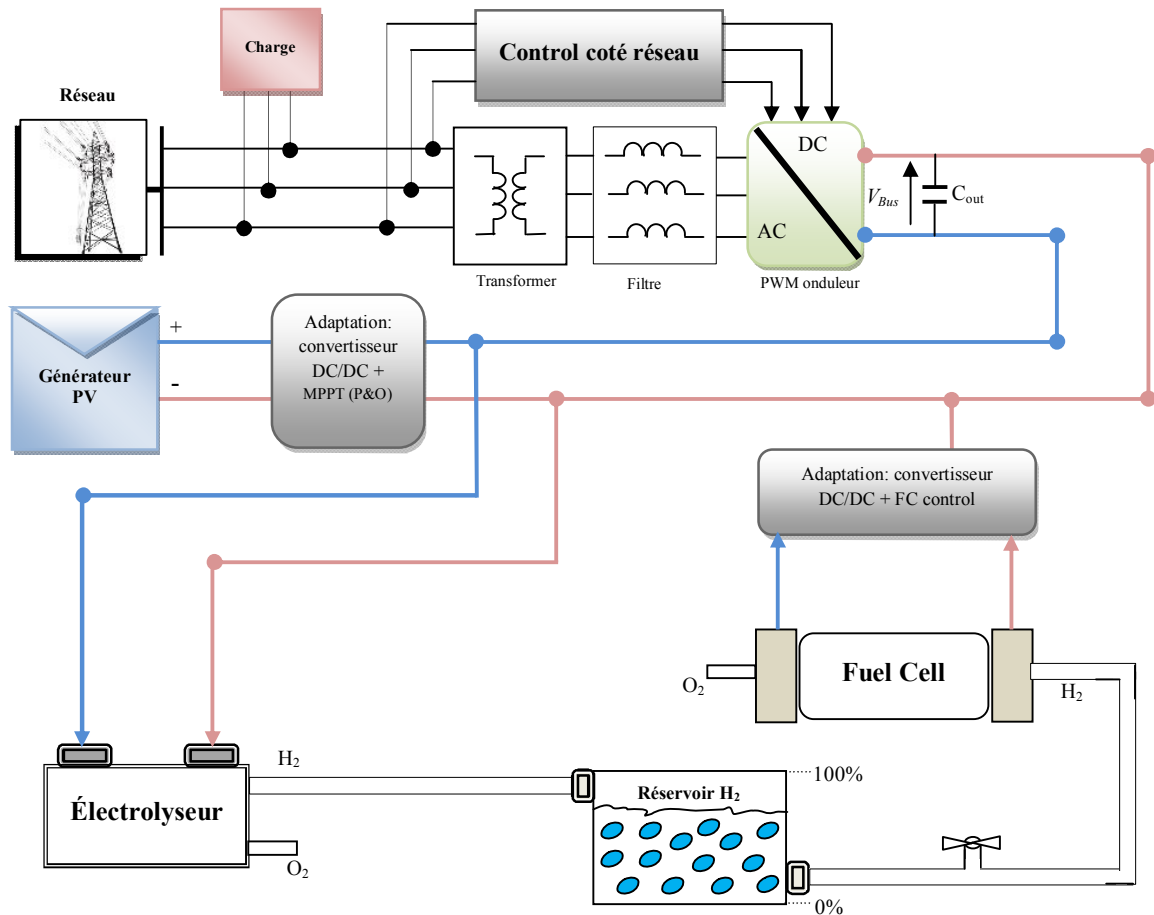 Charge
Control coté réseau
Réseau
DC
AC
V_Bus
C_out
Transformer
Filtre
PWM onduleur
Générateur
PV
+
-
Adaptation:
convertisseur
DC/DC +
MPPT (P&O)
Adaptation: convertisseur
DC/DC + FC control
Fuel Cell
O₂
H₂
H₂
Électrolyseur
O₂
Réservoir H₂
100%
0%